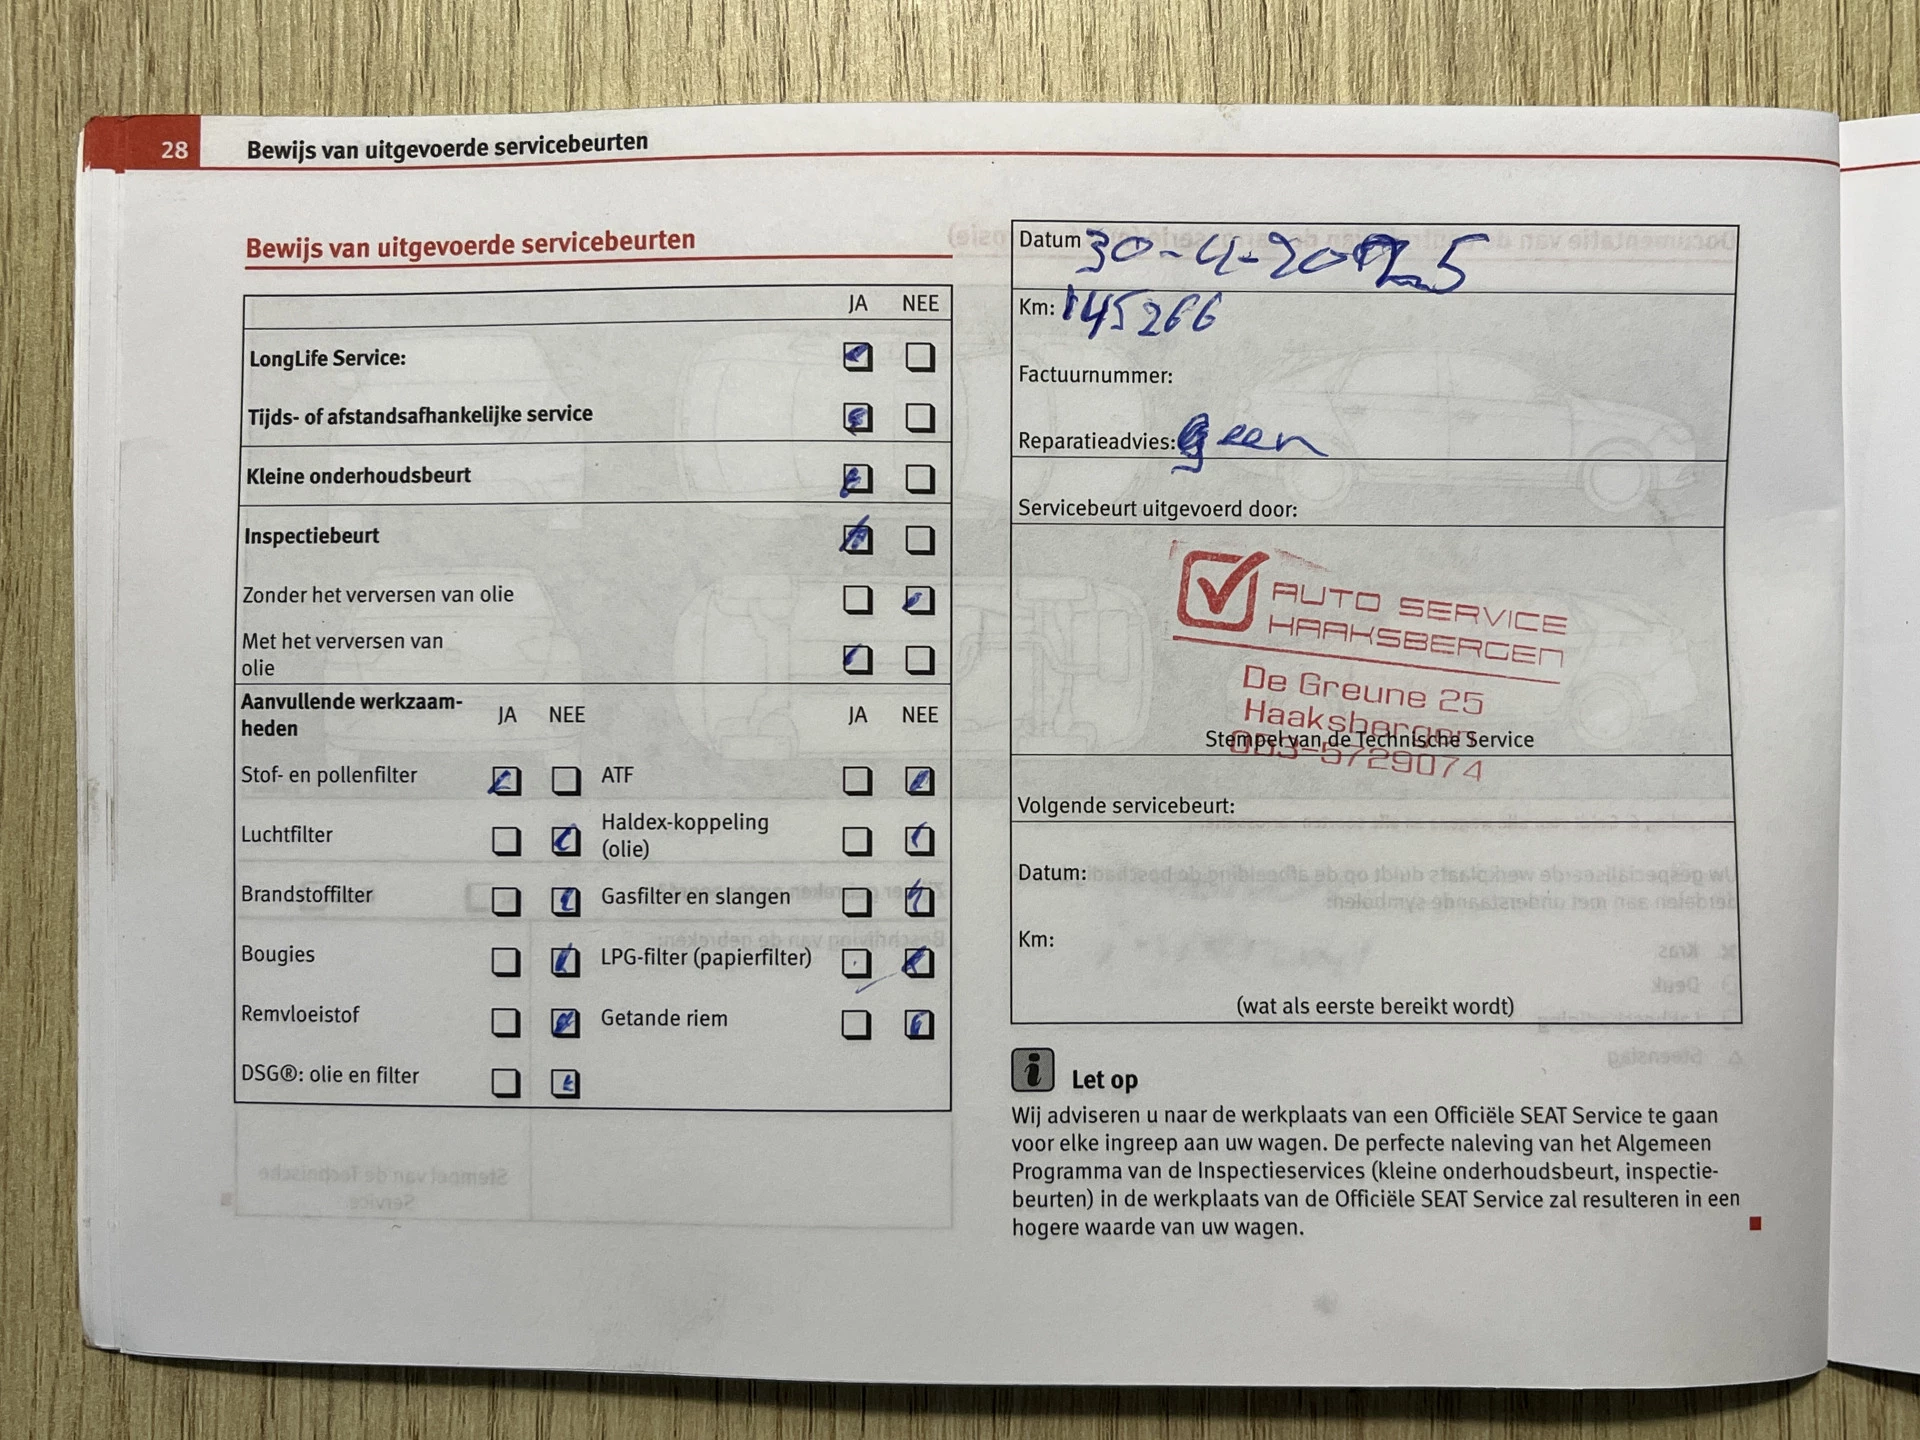 28
Bewijs van uitgevoerde servicebeurten
Bewijs van uitgevoerde servicebeurten
JA NEE
LongLife Service:
Tijds- of afstandsafhankelijke service
Kleine onderhoudsbeurt
Inspectiebeurt
Zonder het verversen van olie
Met het verversen van
olie
Aanvullende werkzaam-
heden
JA NEE JA NEE
Stof- en pollenfilter ATF
Luchtfilter Haldex-koppeling
(olie)
Brandstoffilter Gasfilter en slangen
Bougies LPG-filter (papierfilter)
Remvloeistof Getande riem
DSG®: olie en filter
Datum 30-4-2025
Km: 145266
Factuurnummer:
Reparatieadvies: geen
Servicebeurt uitgevoerd door:
AUTO SERVICE
HAAKSBERGEN
De Greune 25
Haaksbergen
Stempel van de Technische Service
053-5729074
Volgende servicebeurt:
Datum:
Km:
(wat als eerste bereikt wordt)
i Let op
Wij adviseren u naar de werkplaats van een Officiële SEAT Service te gaan
voor elke ingreep aan uw wagen. De perfecte naleving van het Algemeen
Programma van de Inspectieservices (kleine onderhoudsbeurt, inspectie-
beurten) in de werkplaats van de Officiële SEAT Service zal resulteren in een
hogere waarde van uw wagen.